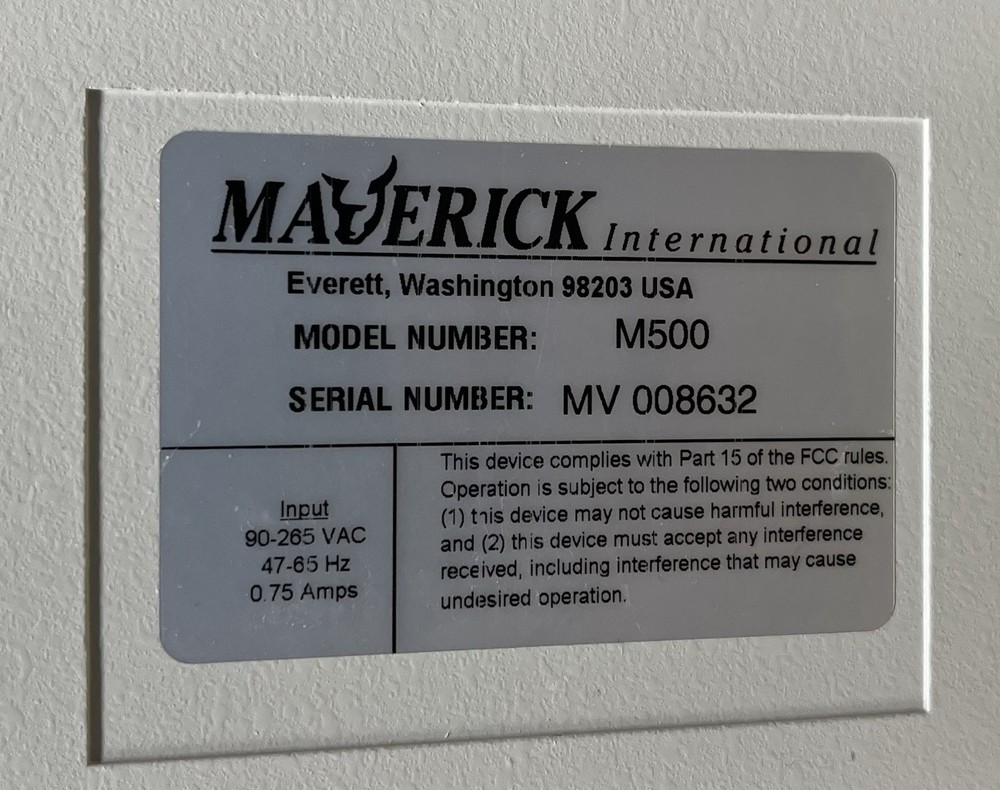 MAVERICK International
Everett, Washington 98203 USA
MODEL NUMBER: M500
SERIAL NUMBER: MV 008632
Input
90-265 VAC
47-65 Hz
0.75 Amps
This device complies with Part 15 of the FCC rules.
Operation is subject to the following two conditions:
(1) this device may not cause harmful interference,
and (2) this device must accept any interference
received, including interference that may cause
undesired operation.